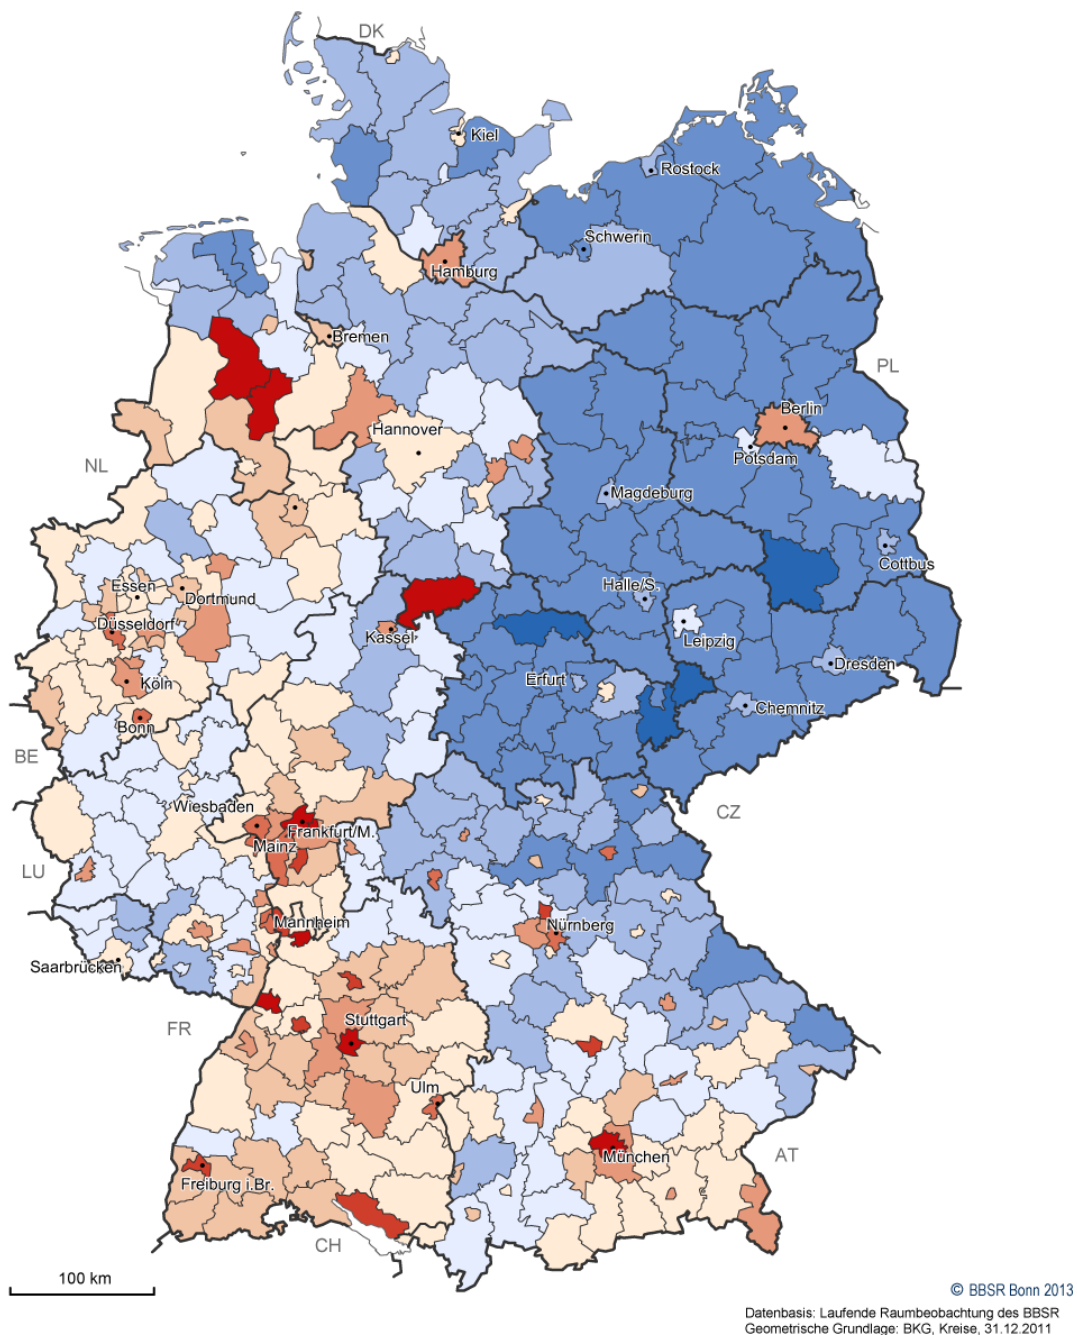 DK
Kiel
Rostock
Schwerin
Hamburg
Bremen
PL
Berlin
Hannover
Potsdam
NL
Magdeburg
Cottbus
Essen
Dortmund
Halle/S.
Düsseldorf
Kassel
Leipzig
Köln
Erfurt
Dresden
Bonn
Chemnitz
BE
Wiesbaden
CZ
Frankfurt/M.
Mainz
LU
Mannheim
Nürnberg
Saarbrücken
FR
Stuttgart
Ulm
München
AT
Freiburg i.Br.
CH
100 km
© BBSR Bonn 2013
Datenbasis: Laufende Raumbeobachtung des BBSR
Geometrische Grundlage: BKG, Kreise, 31.12.2011